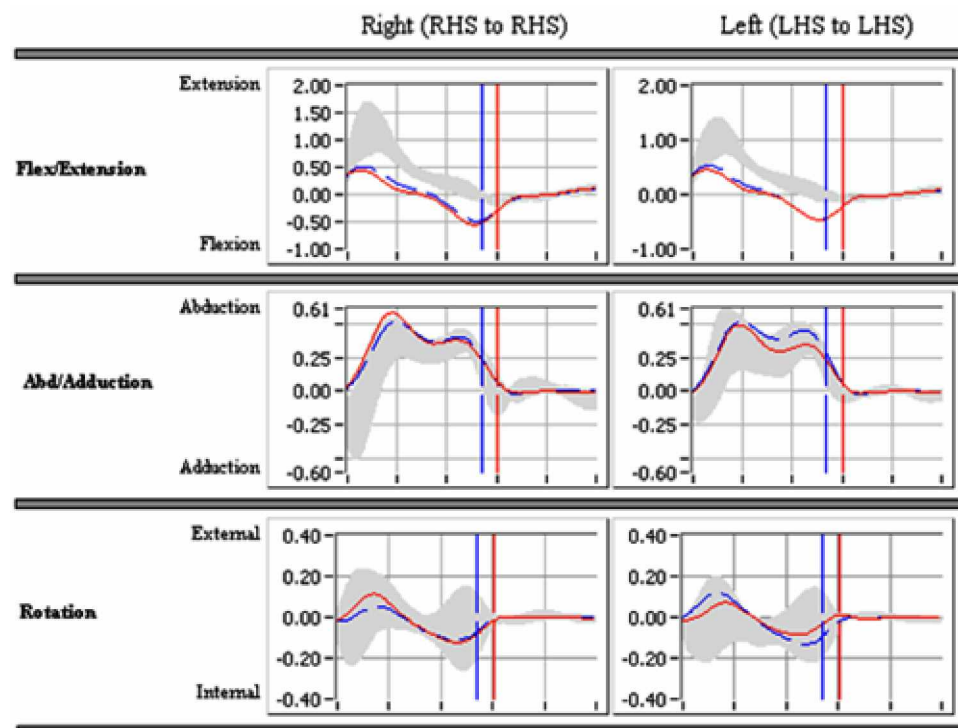 Right (RHS to RHS) Left (LHS to LHS)
Extension 2.00 2.00
1.50
1.00 1.00
Flex/Extension 0.50
0.00 0.00
-0.50
Flexion -1.00 -1.00
Abduction 0.61 0.61
0.25 0.25
Abd/Adduction 0.00 0.00
-0.25 -0.25
Adduction -0.60 -0.60
External 0.40 0.40
0.20 0.20
Rotation 0.00 0.00
-0.20 -0.20
Internal -0.40 -0.40